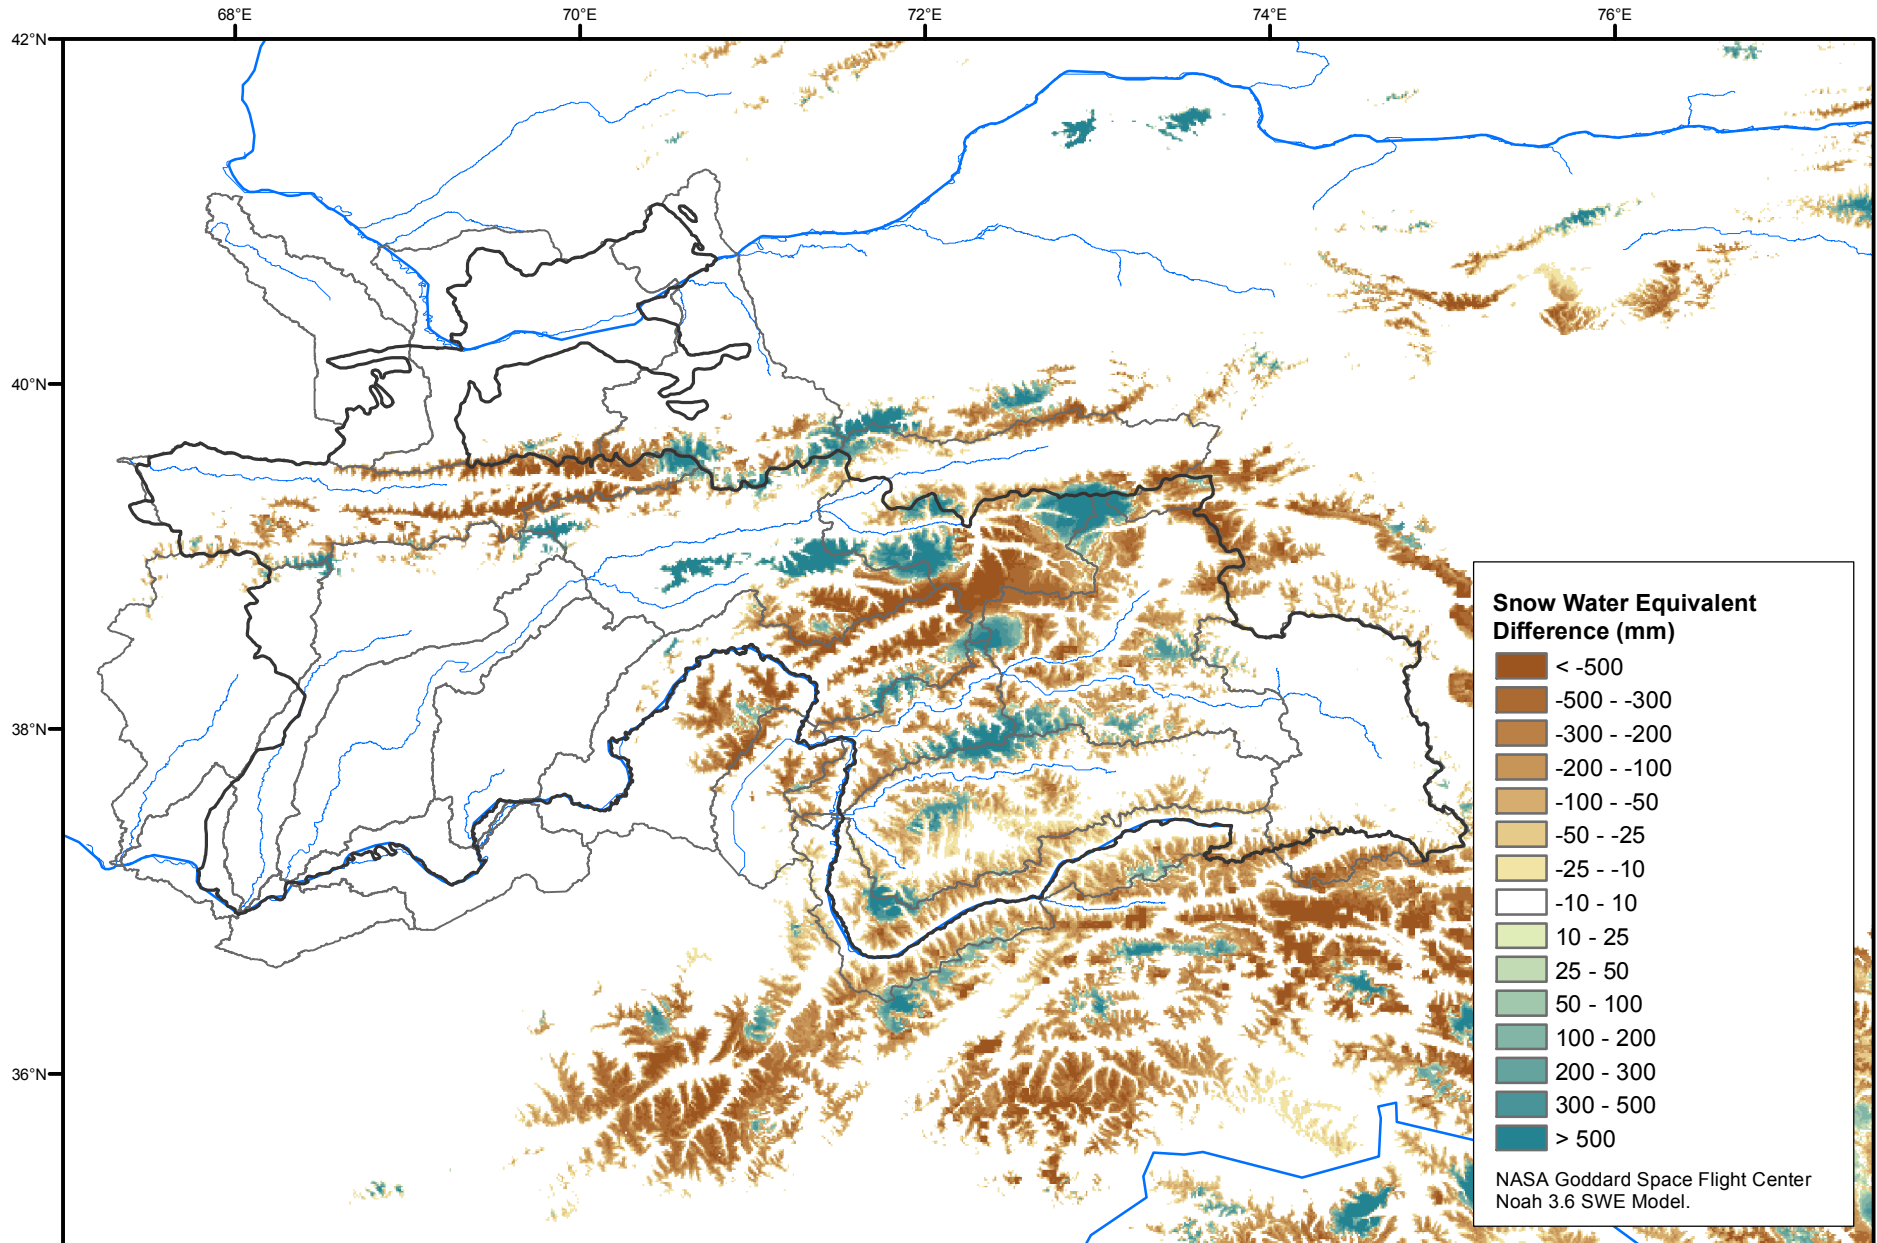 68°E
70°E
72°E
74°E
76°E
42°N
40°N
38°N
36°N
Snow Water Equivalent
Difference (mm)
< -500
-500 - -300
-300 - -200
-200 - -100
-100 - -50
-50 - -25
-25 - -10
-10 - 10
10 - 25
25 - 50
50 - 100
100 - 200
200 - 300
300 - 500
> 500
NASA Goddard Space Flight Center
Noah 3.6 SWE Model.